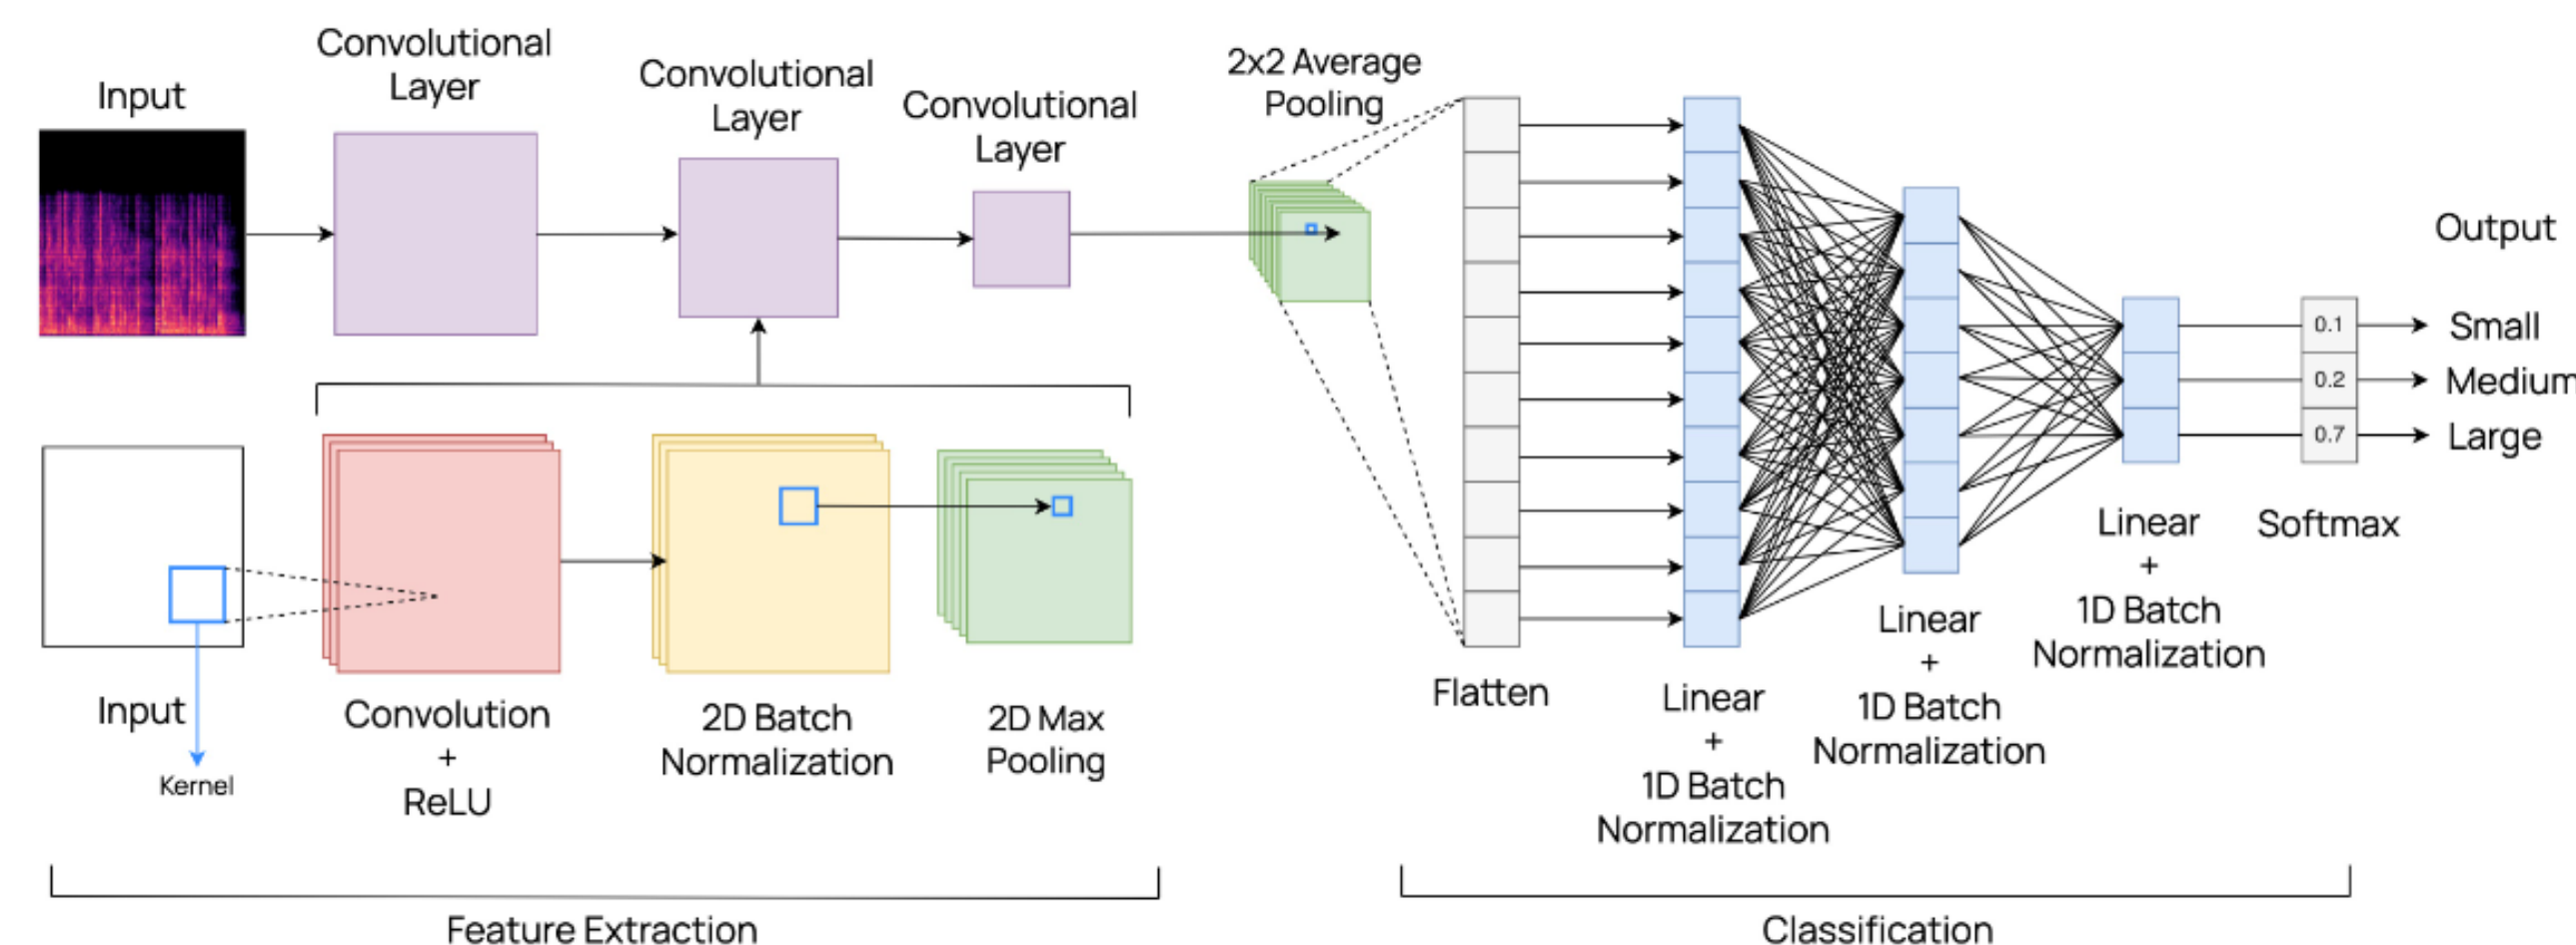 Input
Convolutional
Layer
Convolutional
Layer
Convolutional
Layer
2x2 Average
Pooling
Output
0.1
Small
0.2
Medium
0.7
Large
Input
Kernel
Convolution
+
ReLU
2D Batch
Normalization
2D Max
Pooling
Flatten
Linear
+
1D Batch
Normalization
Linear
+
1D Batch
Normalization
Linear
+
1D Batch
Normalization
Softmax
Feature Extraction
Classification